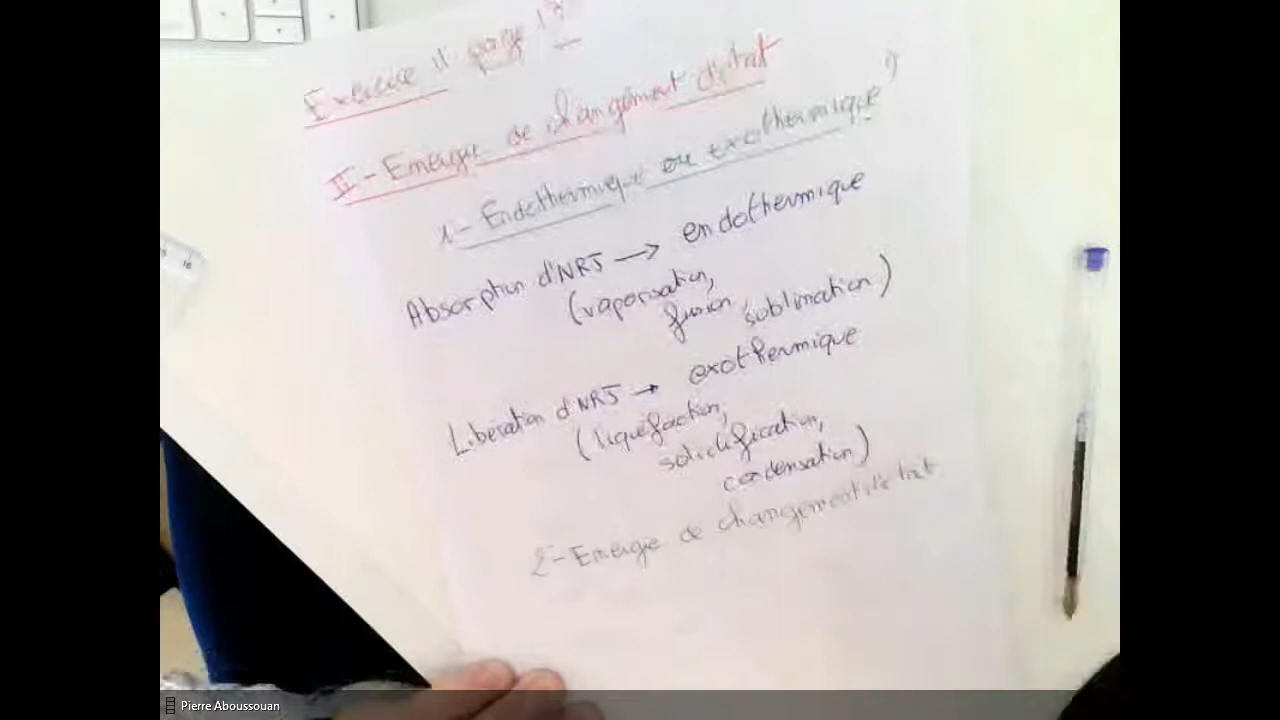 Exercice 11 page
II - Energie de changement d'état
1 - Endothermique ou exothermique ?
Absorption d'NRJ → endothermique
(vaporisation,
fusion, sublimation)
Libération d'NRJ → exothermique
(liquéfaction,
solidification,
condensation)
2 - Energie de changement d'état
Pierre Aboussouan